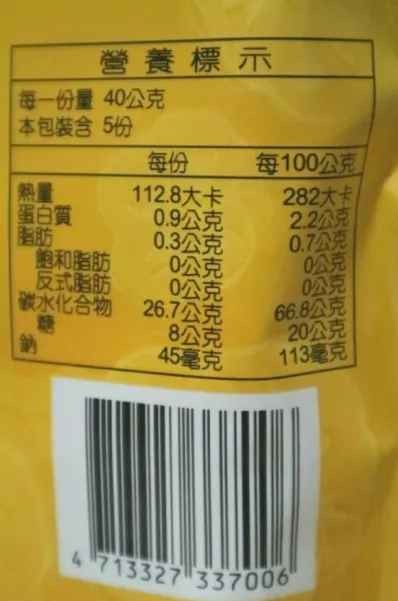 營養標示
每一份量 40公克
本包裝含 5份
每份 每100公克
熱量 112.8大卡 282大卡
蛋白質 0.9公克 2.2公克
脂肪 0.3公克 0.7公克
飽和脂肪 0公克 0公克
反式脂肪 0公克 0公克
碳水化合物 26.7公克 66.8公克
糖 8公克 20公克
鈉 45毫克 113毫克
4 713327 337006